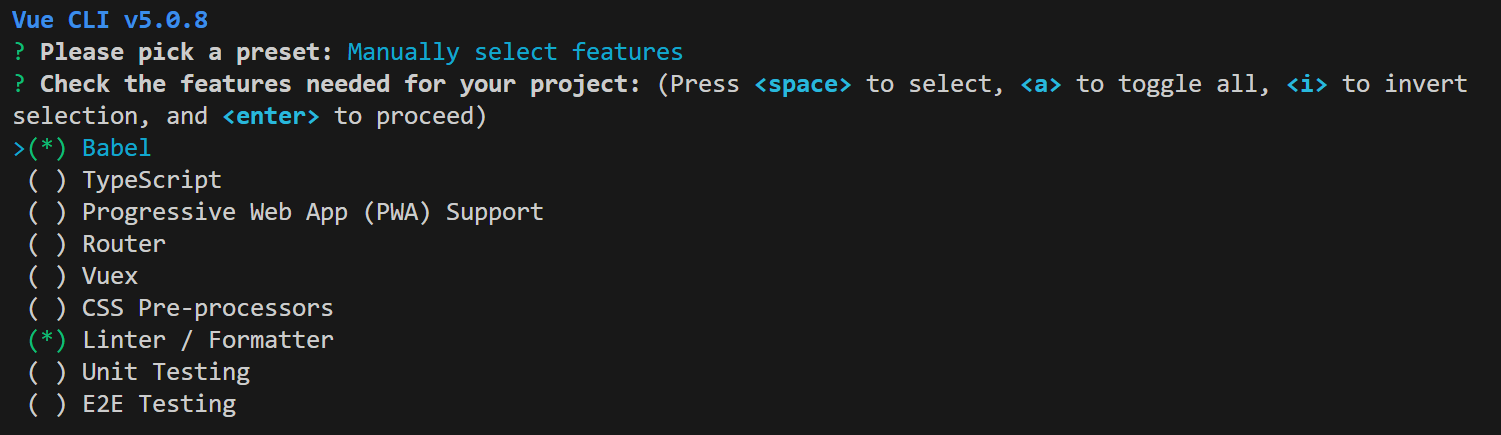 Vue CLI v5.0.8
? Please pick a preset: Manually select features
? Check the features needed for your project: (Press <space> to select, <a> to toggle all, <i> to invert
selection, and <enter> to proceed)
>(*) Babel
 ( ) TypeScript
 ( ) Progressive Web App (PWA) Support
 ( ) Router
 ( ) Vuex
 ( ) CSS Pre-processors
 (*) Linter / Formatter
 ( ) Unit Testing
 ( ) E2E Testing